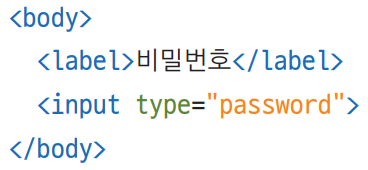 <body>
<label>비밀번호</label>
<input type="password">
</body>